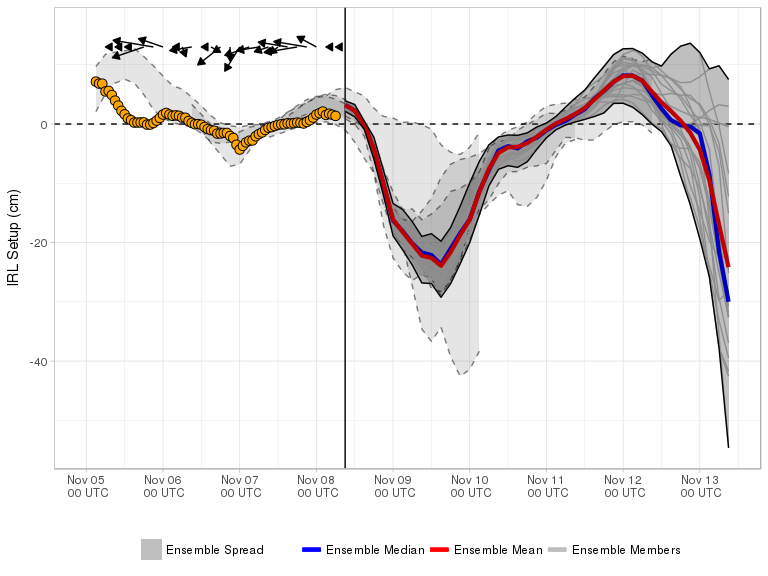 IRL Setup (cm)
0
-20
-40
Nov 05 Nov 06 Nov 07 Nov 08 Nov 09 Nov 10 Nov 11 Nov 12 Nov 13
00 UTC 00 UTC 00 UTC 00 UTC 00 UTC 00 UTC 00 UTC 00 UTC 00 UTC
Ensemble Spread Ensemble Median Ensemble Mean Ensemble Members